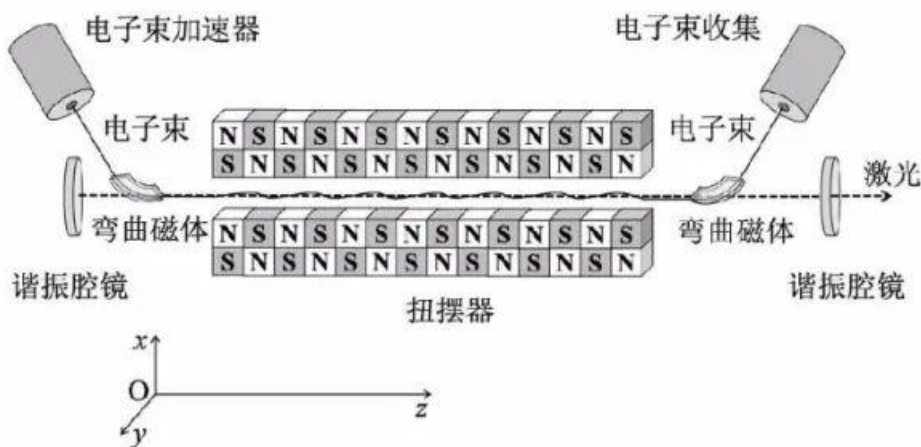 电子束加速器
电子束收集
电子束
电子束
N S N S N S N S N S N S N S
S N S N S N S N S N S N S N
激光
弯曲磁体
弯曲磁体
N S N S N S N S N S N S N S
S N S N S N S N S N S N S N
谐振腔镜
谐振腔镜
扭摆器
x
O
z
y